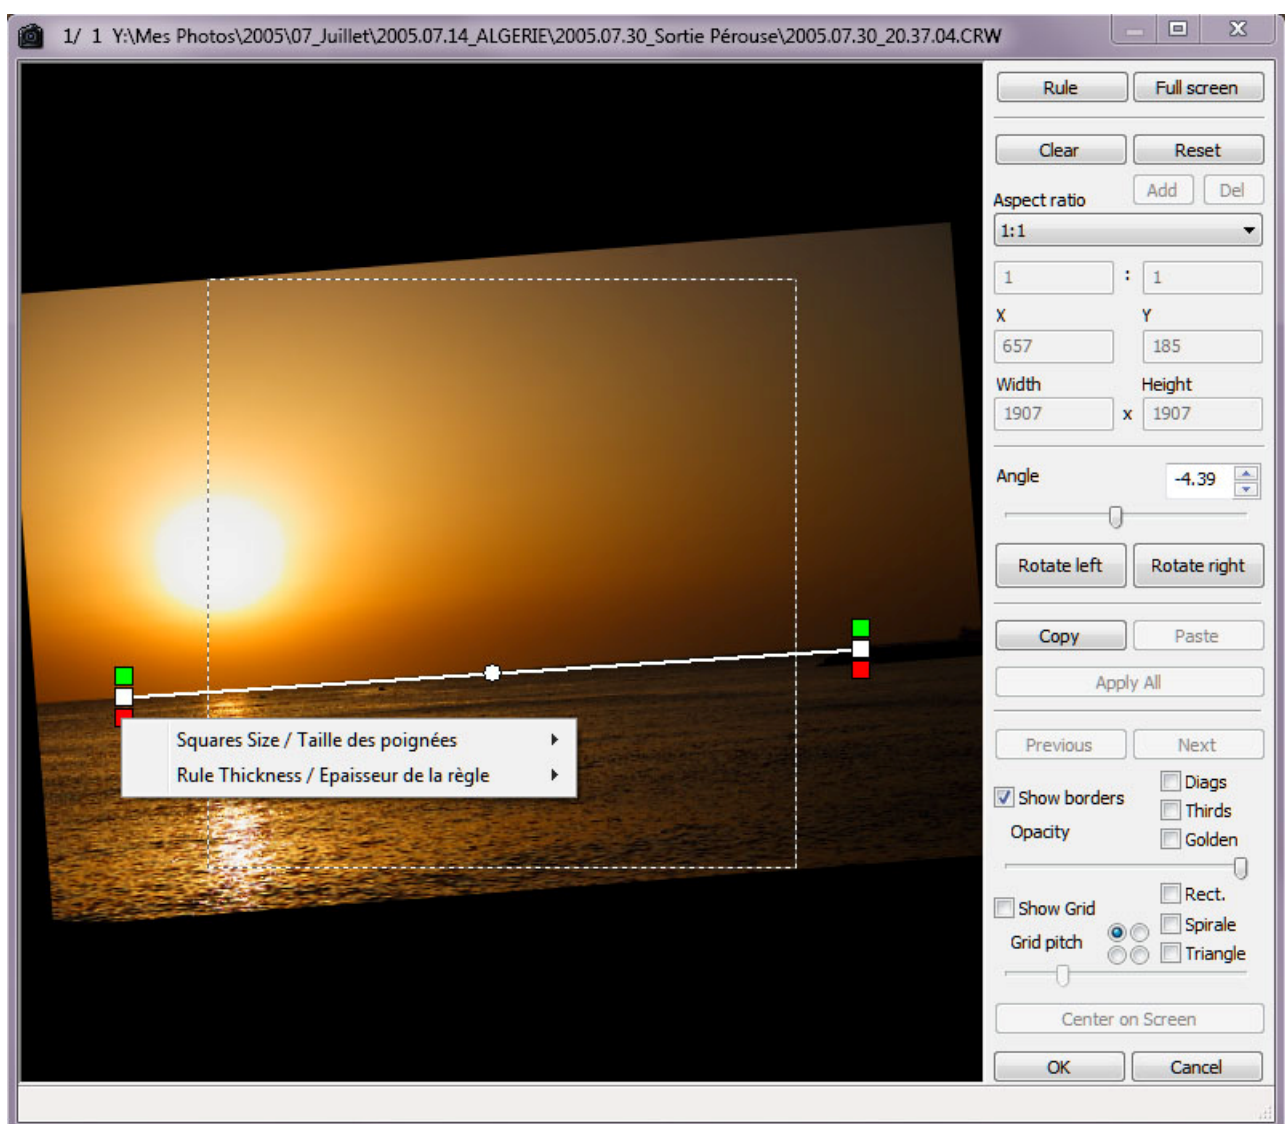 1/ 1 Y:\Mes Photos\2005\07_Juillet\2005.07.14_ALGERIE\2005.07.30_Sortie Pérouse\2005.07.30_20.37.04.CRW
Rule Full screen
Clear Reset
Add Del
Aspect ratio
1:1
1 : 1
X Y
657 185
Width Height
1907 x 1907
Angle -4.39
Rotate left Rotate right
Copy Paste
Apply All
Squares Size / Taille des poignées
Rule Thickness / Epaisseur de la règle
Previous Next
Diags
Show borders
Thirds
Opacity
Golden
Rect.
Show Grid
Spirale
Grid pitch
Triangle
Center on Screen
OK Cancel